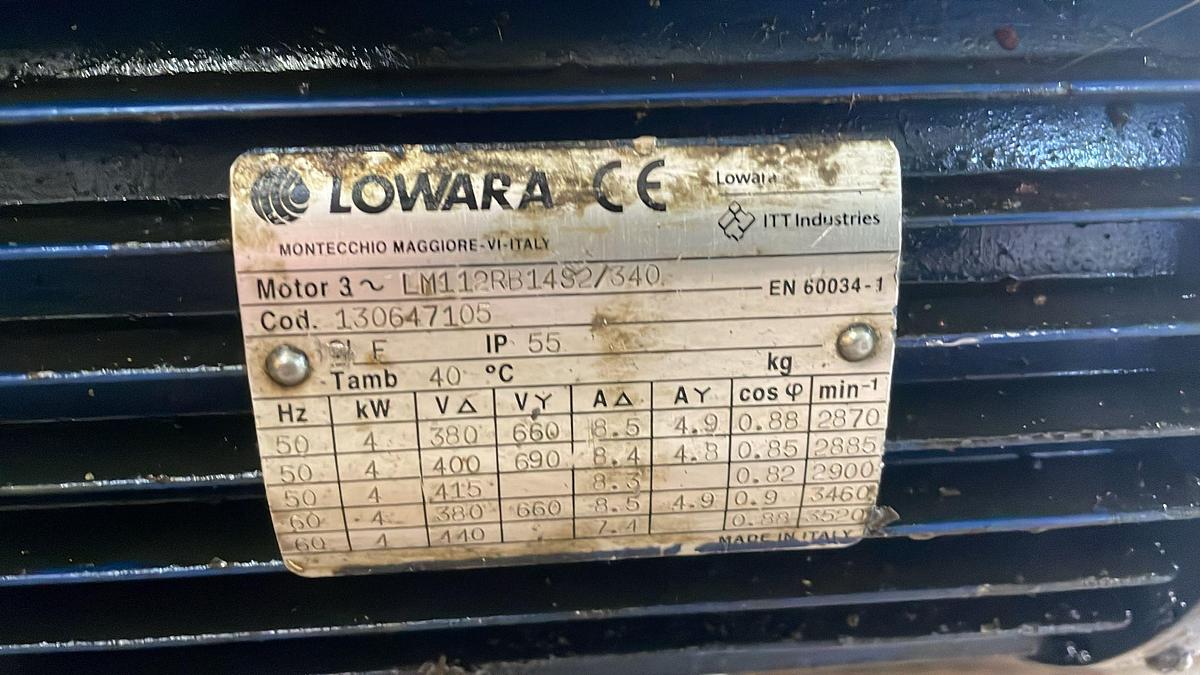 LOWARA CE
Lowara
ITT Industries
MONTECCHIO MAGGIORE-VI-ITALY
Motor 3 ~ LM112RB14S2/340 EN 60034-1
Cod. 130647105
F IP 55
Tamb 40 °C kg
Hz kW V Δ V Y A Δ A Y cos φ min⁻¹
50 4 380 660 8.5 4.9 0.88 2870
50 4 400 690 8.4 4.8 0.85 2885
50 4 415 8.3 0.82 2900
60 4 380 660 8.5 4.9 0.9 3460
60 4 440 7.4 0.88 3520
MADE IN ITALY